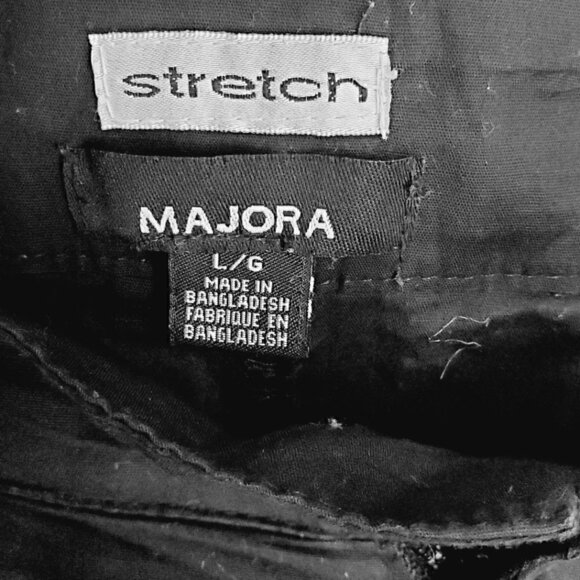 stretch
MAJORA
L/G
MADE IN
BANGLADESH
FABRIQUE EN
BANGLADESH